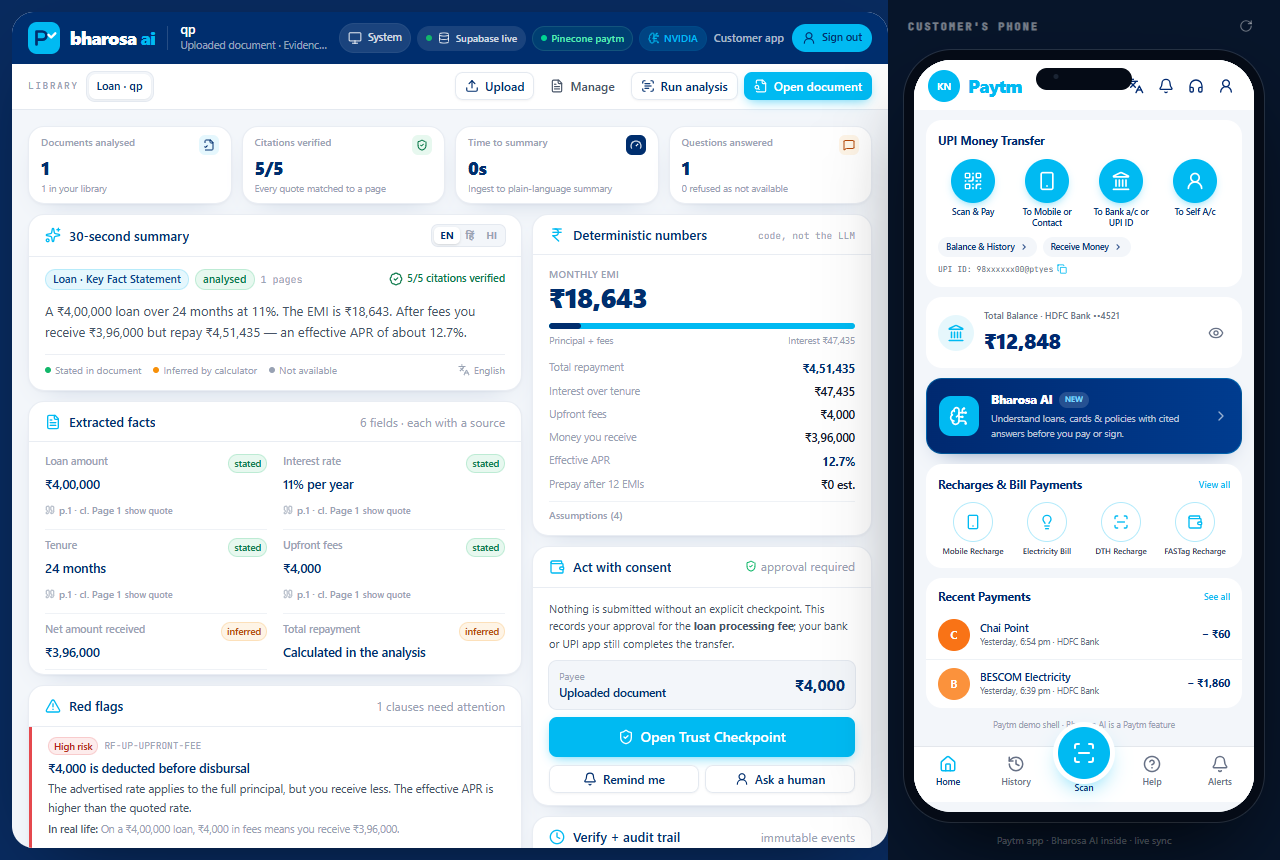 bharosa ai
qp
Uploaded document · Evidenc...
System
Supabase live
Pinecone paytm
NVIDIA
Customer app
Sign out
LIBRARY
Loan · qp
Upload
Manage
Run analysis
Open document
Documents analysed
1
1 in your library
Citations verified
5/5
Every quote matched to a page
Time to summary
0s
Ingest to plain-language summary
Questions answered
1
0 refused as not available
30-second summary
EN हिं HI
Loan · Key Fact Statement
analysed
1 pages
5/5 citations verified
A ₹4,00,000 loan over 24 months at 11%. The EMI is ₹18,643. After fees you
receive ₹3,96,000 but repay ₹4,51,435 — an effective APR of about 12.7%.
Stated in document
Inferred by calculator
Not available
English
Extracted facts
6 fields · each with a source
Loan amount
stated
₹4,00,000
p.1 · cl. Page 1 show quote
Interest rate
stated
11% per year
p.1 · cl. Page 1 show quote
Tenure
stated
24 months
p.1 · cl. Page 1 show quote
Upfront fees
stated
₹4,000
p.1 · cl. Page 1 show quote
Net amount received
inferred
₹3,96,000
Total repayment
inferred
Calculated in the analysis
Red flags
1 clauses need attention
High risk
RF-UP-UPFRONT-FEE
₹4,000 is deducted before disbursal
The advertised rate applies to the full principal, but you receive less. The effective APR is
higher than the quoted rate.
In real life: On a ₹4,00,000 loan, ₹4,000 in fees means you receive ₹3,96,000.
Deterministic numbers
code, not the LLM
MONTHLY EMI
₹18,643
Principal + fees
Interest ₹47,435
Total repayment
₹4,51,435
Interest over tenure
₹47,435
Upfront fees
₹4,000
Money you receive
₹3,96,000
Effective APR
12.7%
Prepay after 12 EMIs
₹0 est.
Assumptions (4)
Act with consent
approval required
Nothing is submitted without an explicit checkpoint. This
records your approval for the loan processing fee; your bank
or UPI app still completes the transfer.
Payee
Uploaded document
₹4,000
Open Trust Checkpoint
Remind me
Ask a human
Verify + audit trail
immutable events
CUSTOMER'S PHONE
KN
Paytm
UPI Money Transfer
Scan & Pay
To Mobile or
Contact
To Bank a/c or
UPI ID
To Self A/c
Balance & History
Receive Money
UPI ID: 98xxxxxx00@ptyes
Total Balance · HDFC Bank ••4521
₹12,848
Bharosa AI
NEW
Understand loans, cards & policies with cited
answers before you pay or sign.
Recharges & Bill Payments
View all
Mobile Recharge
Electricity Bill
DTH Recharge
FASTag Recharge
Recent Payments
See all
C
Chai Point
Yesterday, 6:54 pm · HDFC Bank
– ₹60
B
BESCOM Electricity
Yesterday, 6:39 pm · HDFC Bank
– ₹1,860
Paytm demo shell · AI is a Paytm feature
Home
History
Scan
Help
Alerts
Paytm app · Bharosa AI inside · live sync